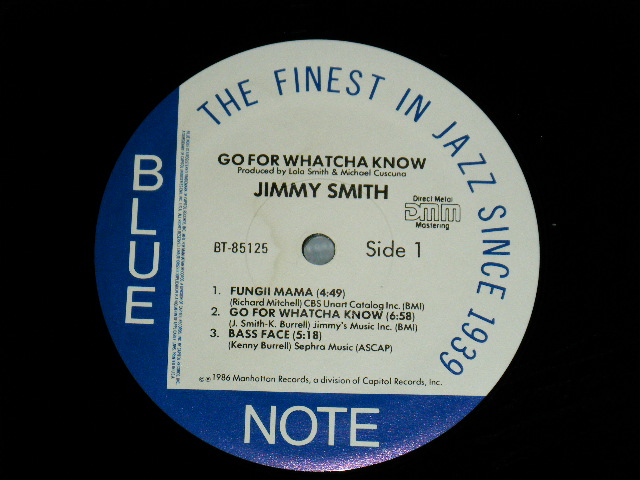 THE FINEST IN JAZZ SINCE 1939
GO FOR WHATCHA KNOW
Produced by Lola Smith & Michael Cuscuna
JIMMY SMITH
Direct Metal
DMM
Mastering
BT-85125
Side 1
1. FUNGII MAMA (4:49)
(Richard Mitchell) CBS Unart Catalog Inc. (BMI)
2. GO FOR WHATCHA KNOW (6:58)
(J. Smith-K. Burrell) Jimmy's Music Inc. (BMI)
3. BASS FACE (5:18)
(Kenny Burrell) Sephra Music (ASCAP)
℗©1986 Manhattan Records, a division of Capitol Records, Inc.
BLUE
NOTE